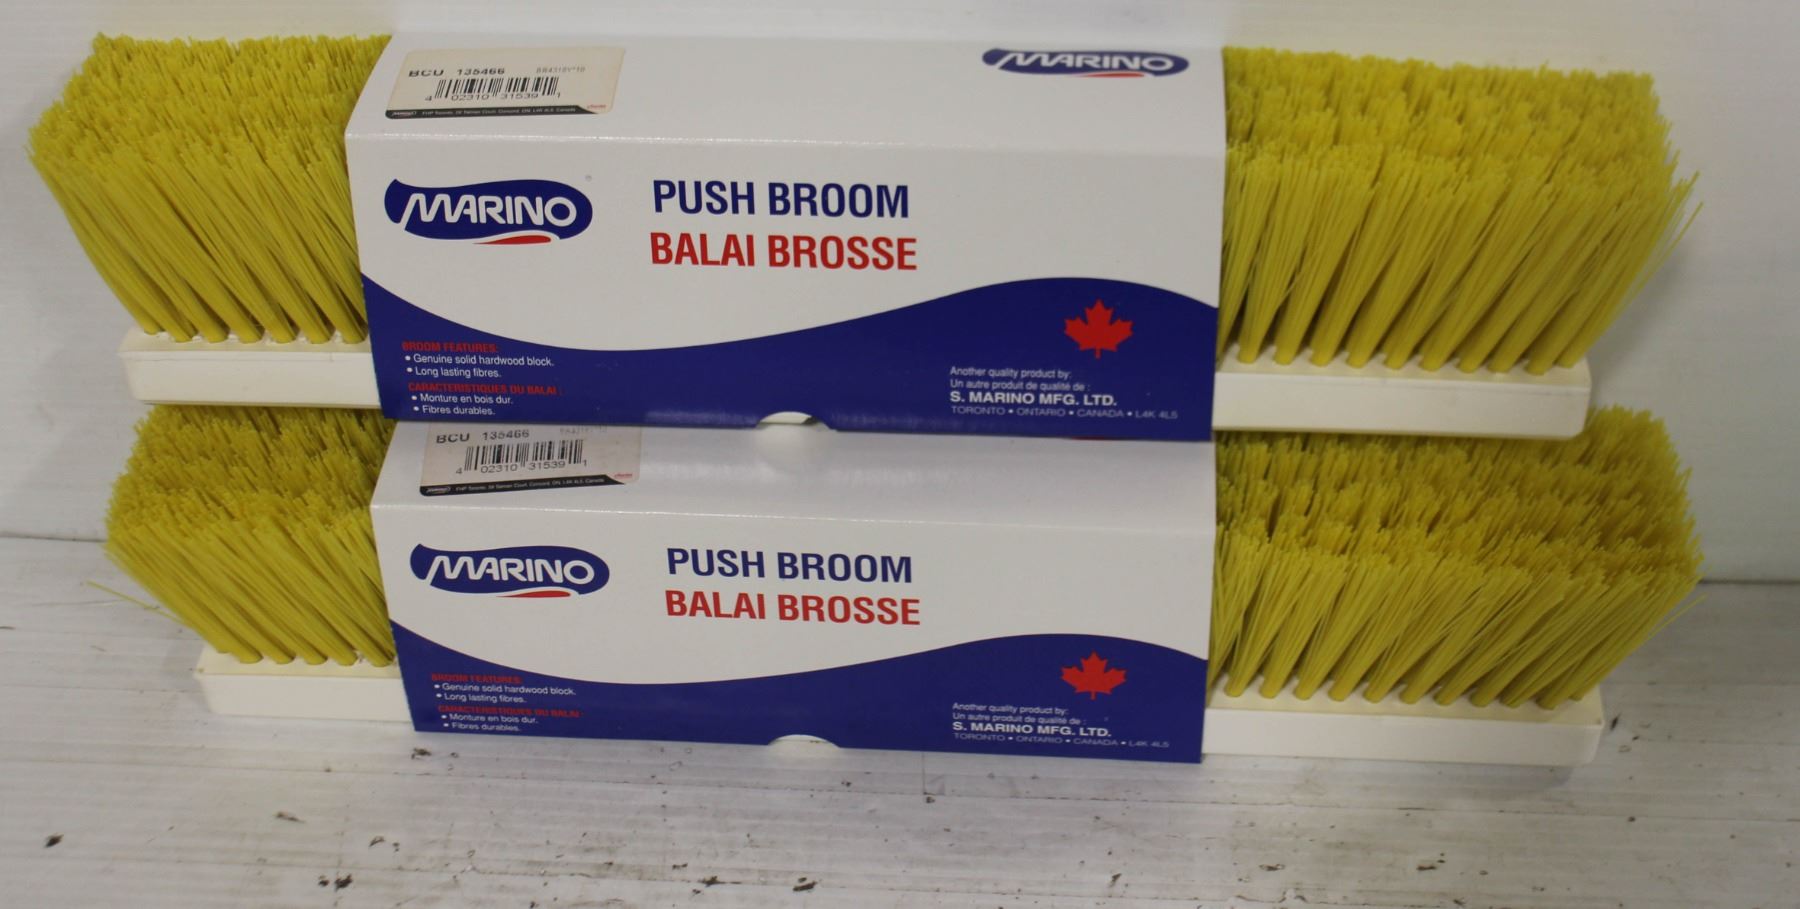 BCU 135466
4 02310 31539 1
MARINO
MARINO
PUSH BROOM
BALAI BROSSE
BROOM FEATURES:
• Genuine solid hardwood block.
• Long lasting fibres.
CARACTERISTIQUES DU BALAI :
• Monture en bois dur.
• Fibres durables.
Another quality product by:
Un autre produit de qualité de :
S. MARINO MFG. LTD.
TORONTO • ONTARIO • CANADA • L4K 4L5
BCU 135466
4 02310 31539 1
MARINO
PUSH BROOM
BALAI BROSSE
BROOM FEATURES:
• Genuine solid hardwood block.
• Long lasting fibres.
CARACTERISTIQUES DU BALAI :
• Monture en bois dur.
• Fibres durables.
Another quality product by:
Un autre produit de qualité de :
S. MARINO MFG. LTD.
TORONTO • ONTARIO • CANADA • L4K 4L5